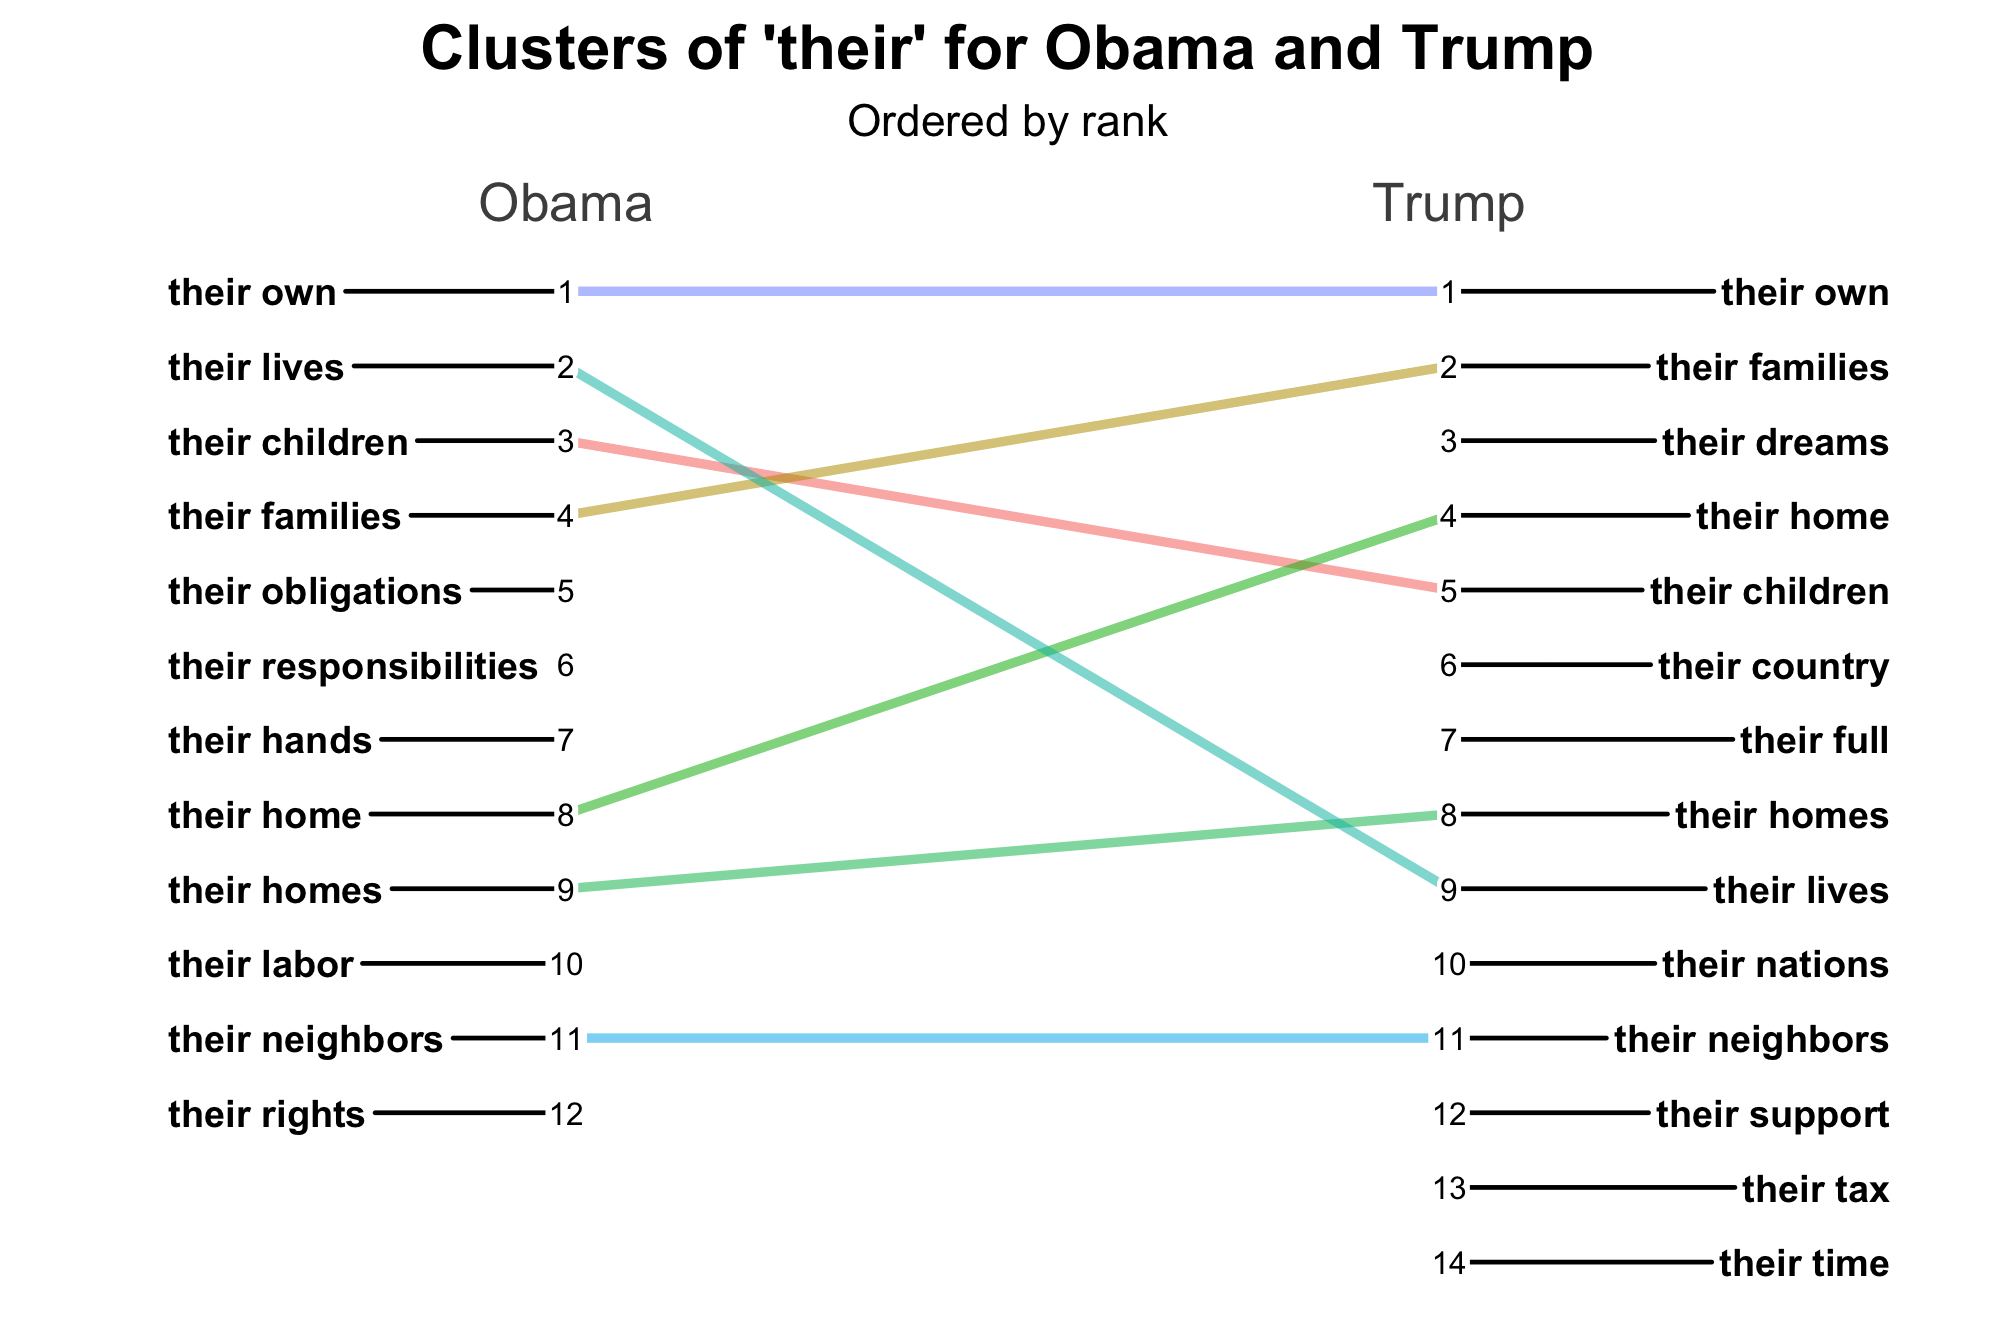 Clusters of 'their' for Obama and Trump
Ordered by rank
Obama Trump
their own 1 1 their own
their lives 2 2 their families
their children 3 3 their dreams
their families 4 4 their home
their obligations 5 5 their children
their responsibilities 6 6 their country
their hands 7 7 their full
their home 8 8 their homes
their homes 9 9 their lives
their labor 10 10 their nations
their neighbors 11 11 their neighbors
their rights 12 12 their support
13 their tax
14 their time